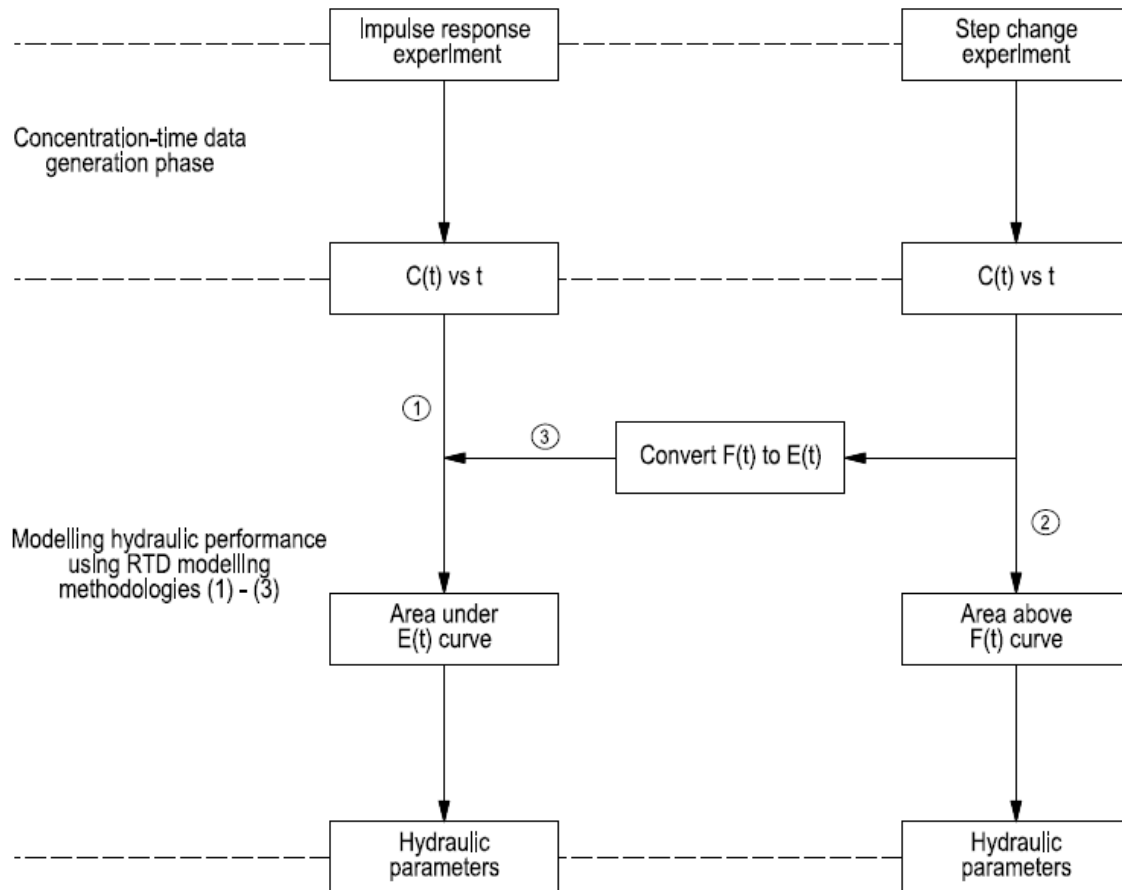 Impulse response
experiment
Step change
experiment
Concentration-time data
generation phase
C(t) vs t
C(t) vs t
1
3
Convert F(t) to E(t)
2
Modelling hydraulic performance
using RTD modelling
methodologies (1) - (3)
Area under
E(t) curve
Area above
F(t) curve
Hydraulic
parameters
Hydraulic
parameters